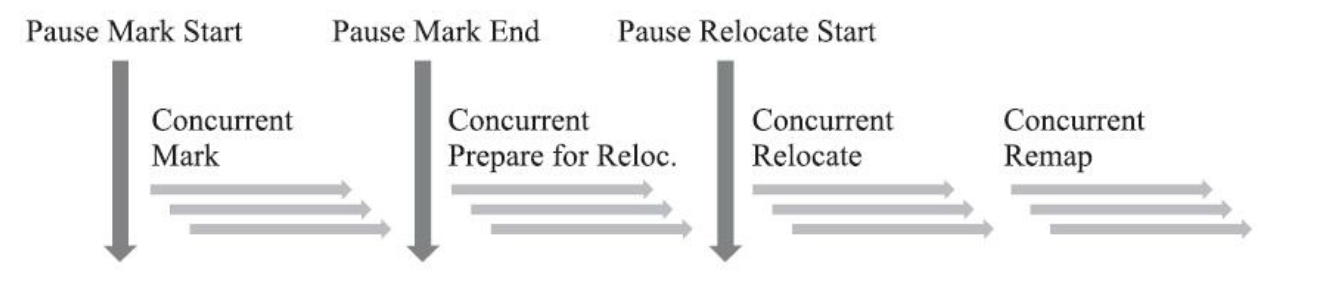 Pause Mark Start
Pause Mark End
Pause Relocate Start
Concurrent
Mark
Concurrent
Prepare for Reloc.
Concurrent
Relocate
Concurrent
Remap